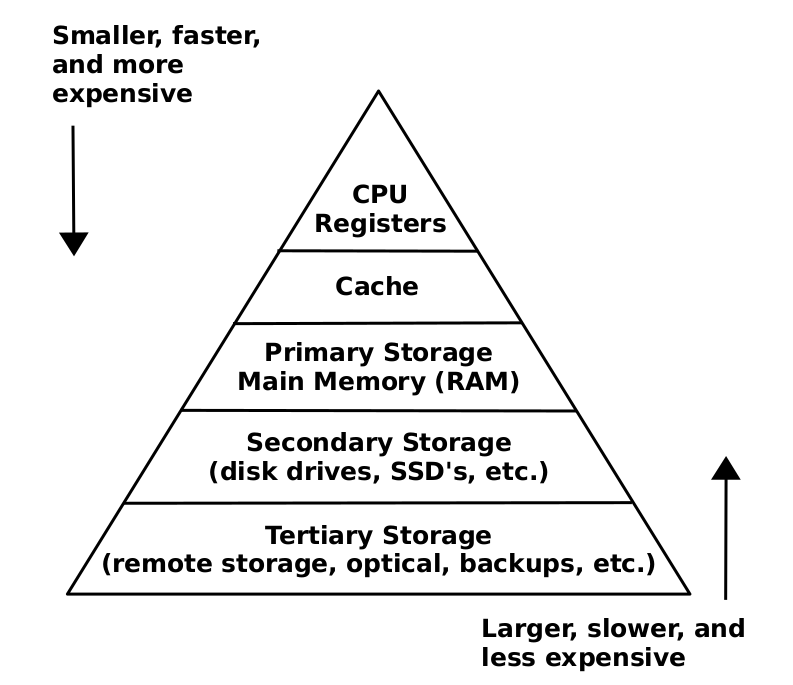 Smaller, faster,
and more
expensive
CPU
Registers
Cache
Primary Storage
Main Memory (RAM)
Secondary Storage
(disk drives, SSD's, etc.)
Tertiary Storage
(remote storage, optical, backups, etc.)
Larger, slower, and
less expensive